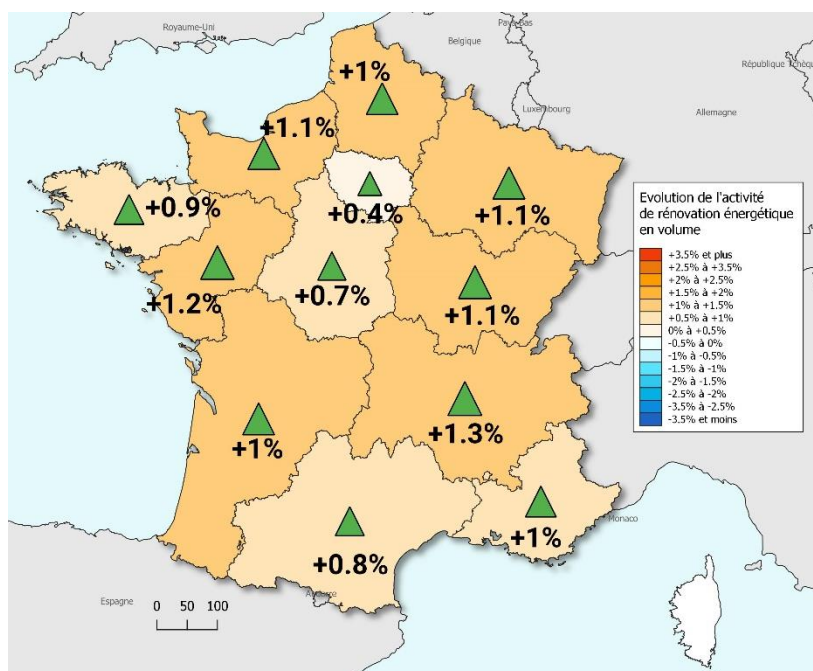 Royaume-Uni
Pays-Bas
Belgique
République Tchèqu
+1%
Luxembourg
Allemagne
+1.1%
+0.9%
+0.4%
+1.1%
+0.7%
+1.2%
+1.1%
+1%
+1.3%
+0.8%
+1%
Monaco
Espagne
Andorre
0 50 100
Evolution de l'activité
de rénovation énergétique
en volume
+3.5% et plus
+2.5% à +3.5%
+2% à +2.5%
+1.5% à +2%
+1% à +1.5%
+0.5% à +1%
0% à +0.5%
-0.5% à 0%
-1% à -0.5%
-1.5% à -1%
-2% à -1.5%
-2.5% à -2%
-3.5% à -2.5%
-3.5% et moins